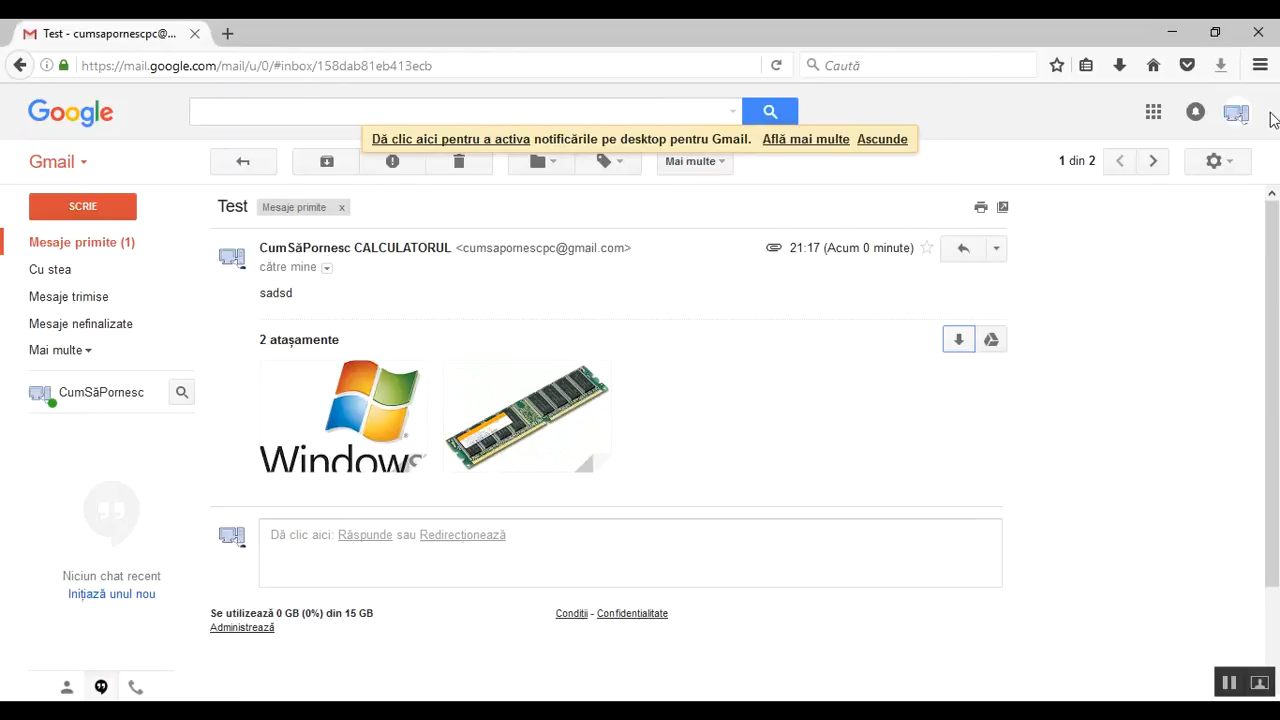 Test - cumsapornescpc@...
https://mail.google.com/mail/u/0/#inbox/158dab81eb413ecb
Caută
Google
Dă clic aici pentru a activa notificările pe desktop pentru Gmail. Află mai multe Ascunde
Gmail
Mai multe
1 din 2
SCRIE
Test
Mesaje primite x
Mesaje primite (1)
Cu stea
Mesaje trimise
Mesaje nefinalizate
Mai multe
CumSăPornesc
CumSăPornesc CALCULATORUL <cumsapornescpc@gmail.com>
21:17 (Acum 0 minute)
către mine
sadsd
2 atașamente
Windows
Dă clic aici: Răspunde sau Redirecționează
Niciun chat recent
Inițiază unul nou
Se utilizează 0 GB (0%) din 15 GB
Administrează
Condiții - Confidențialitate